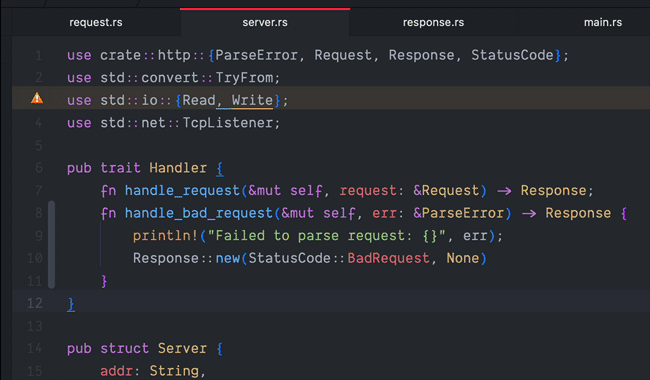 request.rs server.rs response.rs main.rs
1 use crate::http::{ParseError, Request, Response, StatusCode};
2 use std::convert::TryFrom;
use std::io::{Read, Write};
4 use std::net::TcpListener;
5
6 pub trait Handler {
7 fn handle_request(&mut self, request: &Request) -> Response;
8 fn handle_bad_request(&mut self, err: &ParseError) -> Response {
9 println!("Failed to parse request: {}", err);
10 Response::new(StatusCode::BadRequest, None)
11 }
12 }
13
14 pub struct Server {
15 addr: String,